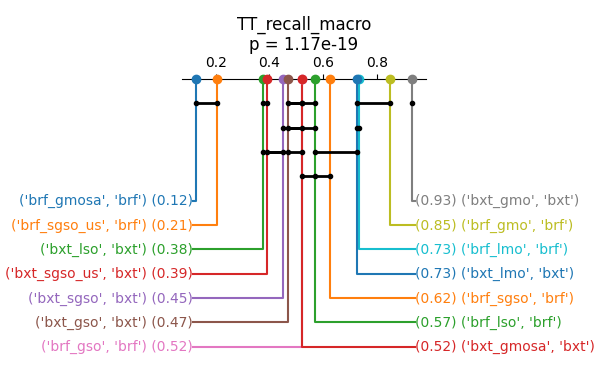 TT_recall_macro
p = 1.17e-19
0.2 0.4 0.6 0.8
('brf_gmosa', 'brf') (0.12)
(0.93) ('bxt_gmo', 'bxt')
('brf_sgso_us', 'brf') (0.21)
(0.85) ('brf_gmo', 'brf')
('bxt_lso', 'bxt') (0.38)
(0.73) ('brf_lmo', 'brf')
('bxt_sgso_us', 'bxt') (0.39)
(0.73) ('bxt_lmo', 'bxt')
('bxt_sgso', 'bxt') (0.45)
(0.62) ('brf_sgso', 'brf')
('bxt_gso', 'bxt') (0.47)
(0.57) ('brf_lso', 'brf')
('brf_gso', 'brf') (0.52)
(0.52) ('bxt_gmosa', 'bxt')